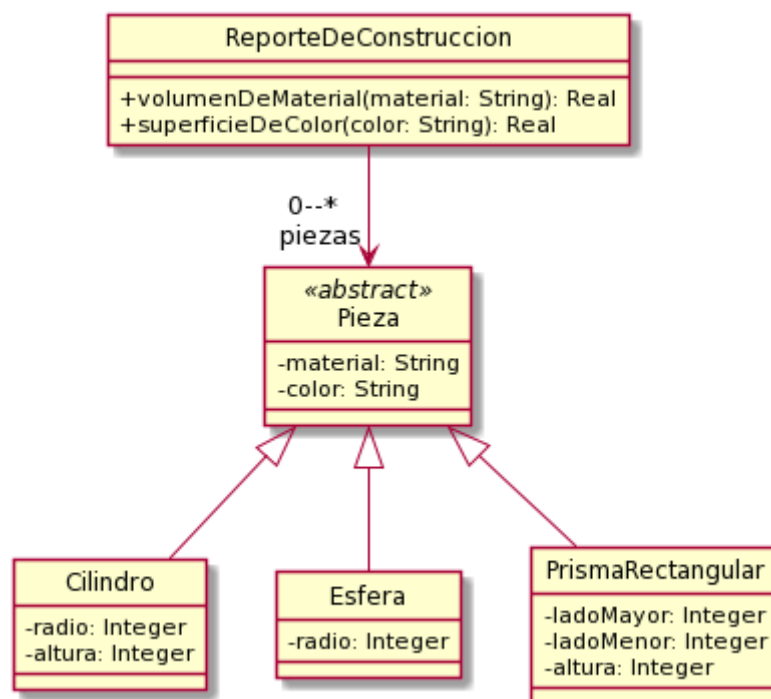 ReporteDeConstruccion
+volumenDeMaterial(material: String): Real
+superficieDeColor(color: String): Real
0--*
piezas
«abstract»
Pieza
-material: String
-color: String
Cilindro
-radio: Integer
-altura: Integer
Esfera
-radio: Integer
PrismaRectangular
-ladoMayor: Integer
-ladoMenor: Integer
-altura: Integer